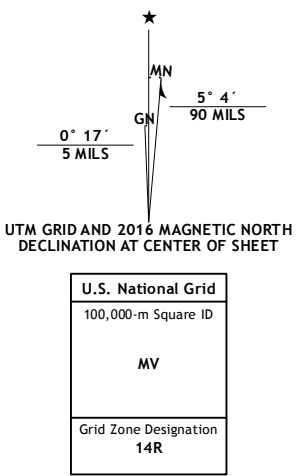 ★
MN
5° 4´
90 MILS
GN
0° 17´
5 MILS
UTM GRID AND 2016 MAGNETIC NORTH
DECLINATION AT CENTER OF SHEET
U.S. National Grid
100,000-m Square ID
MV
Grid Zone Designation
14R